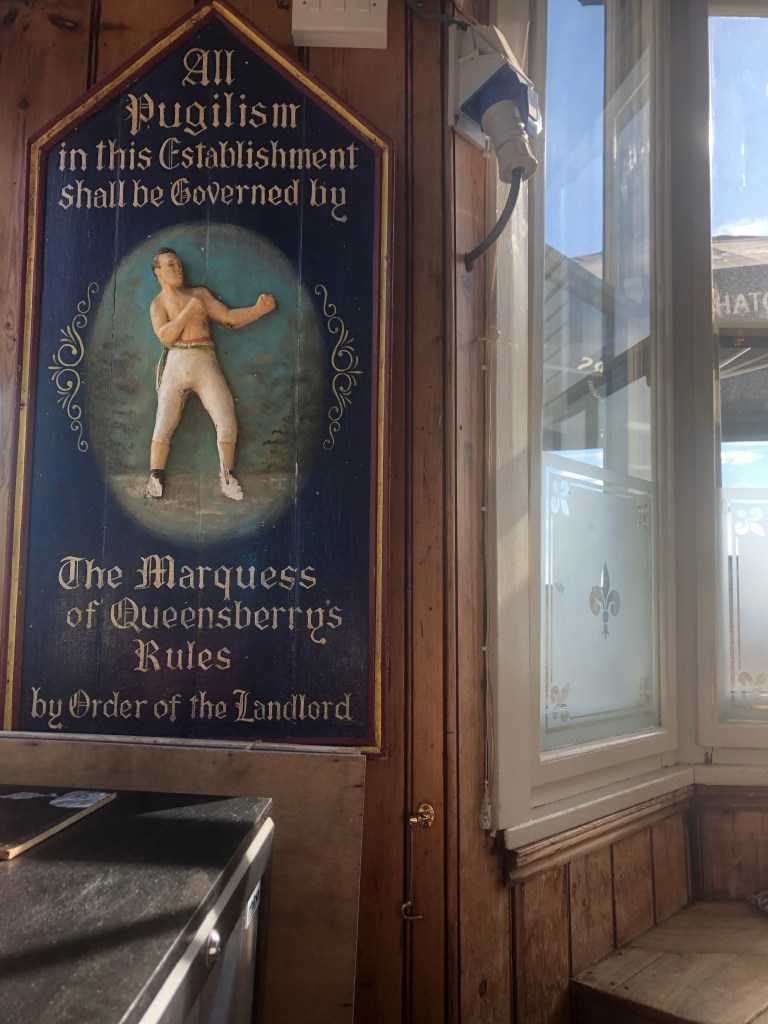 All
Pugilism
in this Establishment
shall be Governed by
The Marquess
of Queensberry's
Rules
by Order of the Landlord